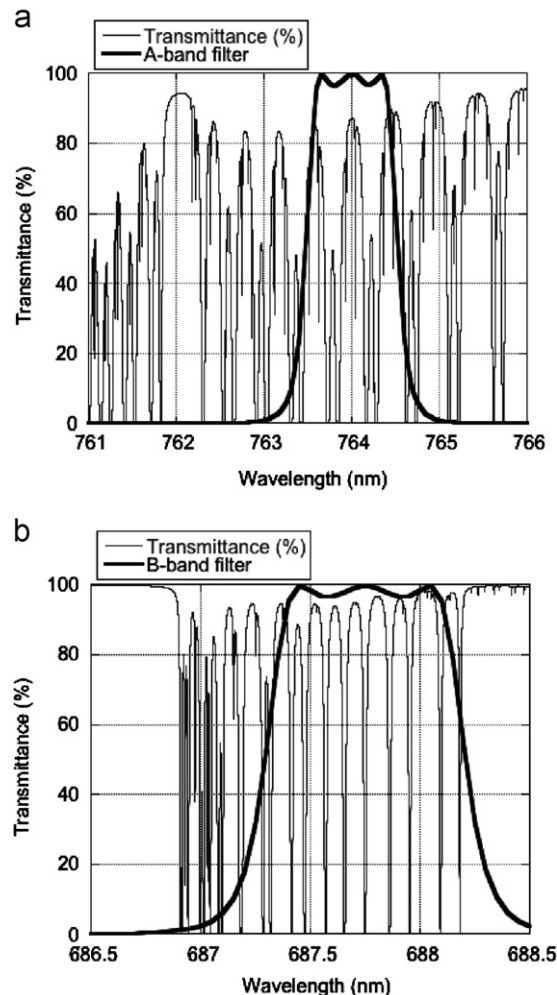 a
Transmittance (%)
A-band filter
100
80
60
40
20
0
Transmittance (%)
761 762 763 764 765 766
Wavelength (nm)
b
Transmittance (%)
B-band filter
100
80
60
40
20
0
Transmittance (%)
686.5 687 687.5 688 688.5
Wavelength (nm)